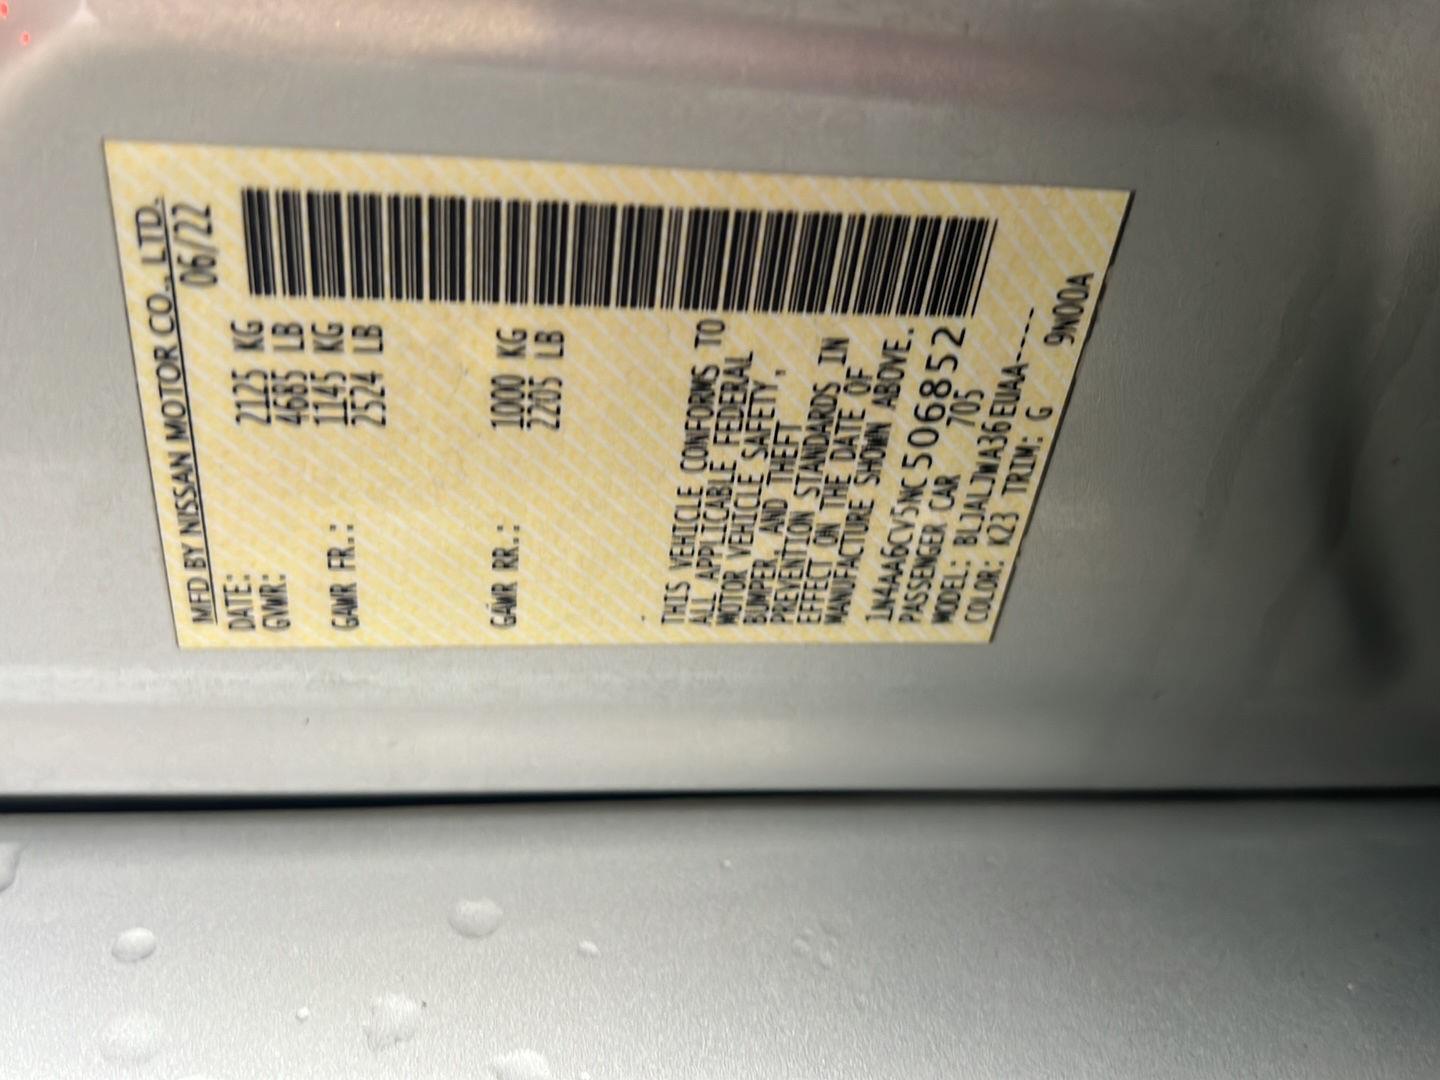 MFD BY NISSAN MOTOR CO., LTD.
DATE: 06/22
GVWR: 2125 KG
4685 LB
GAWR FR.: 1145 KG
2524 LB
GAWR RR.: 1000 KG
2205 LB
THIS VEHICLE CONFORMS TO
ALL APPLICABLE FEDERAL
MOTOR VEHICLE SAFETY,
BUMPER, AND THEFT
PREVENTION STANDARDS IN
EFFECT ON THE DATE OF
MANUFACTURE SHOWN ABOVE..
1N4AA6CV5NC506852
PASSENGER CAR 705
MODEL: BLJALJWA36EUAA-----
COLOR: K23 TRIM: G 9N00A